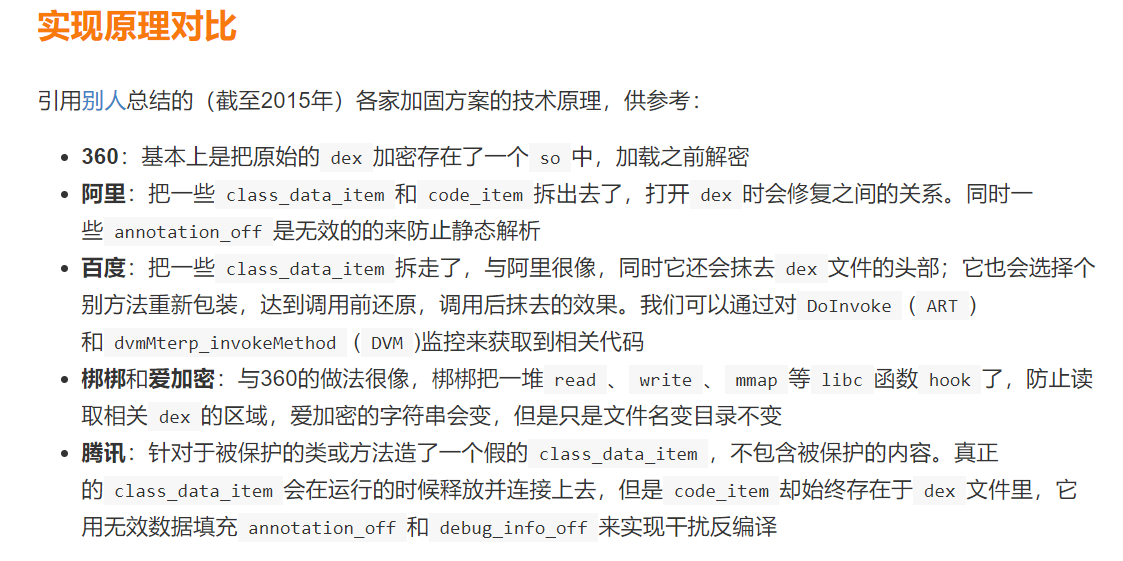 实现原理对比
引用别人总结的（截至2015年）各家加固方案的技术原理，供参考：
• 360：基本上是把原始的 dex 加密存在了一个 so 中，加载之前解密
• 阿里：把一些 class_data_item 和 code_item 拆出去了，打开 dex 时会修复之间的关系。同时一
些 annotation_off 是无效的的来防止静态解析
• 百度：把一些 class_data_item 拆走了，与阿里很像，同时它还会抹去 dex 文件的头部；它也会选择个
别方法重新包装，达到调用前还原，调用后抹去的效果。我们可以通过对 DoInvoke （ ART ）
和 dvmMterp_invokeMethod （ DVM )监控来获取到相关代码
• 梆梆和爱加密：与360的做法很像，梆梆把一堆 read 、 write 、 mmap 等 libc 函数 hook 了，防止读
取相关 dex 的区域，爱加密的字符串会变，但是只是文件名变目录不变
• 腾讯：针对于被保护的类或方法造了一个假的 class_data_item ，不包含被保护的内容。真正
的 class_data_item 会在运行的时候释放并连接上去，但是 code_item 却始终存在于 dex 文件里，它
用无效数据填充 annotation_off 和 debug_info_off 来实现干扰反编译